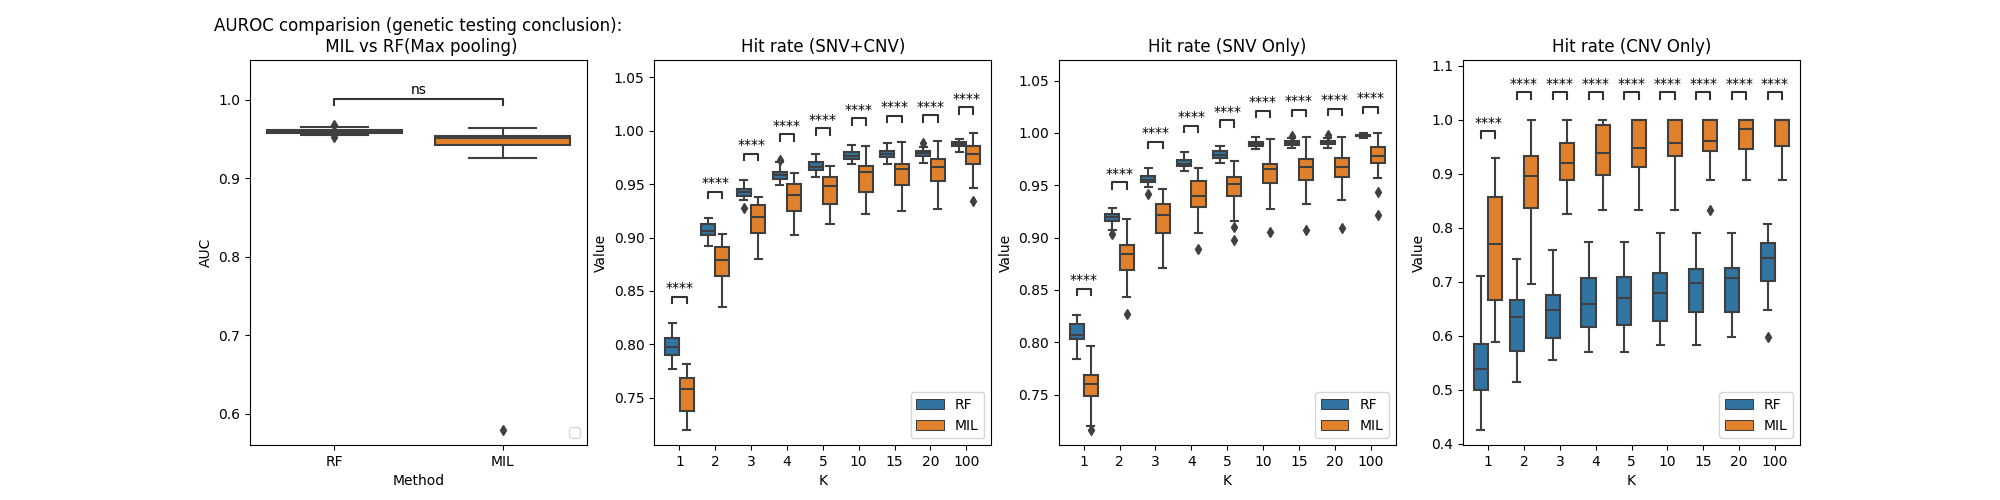 AUROC comparision (genetic testing conclusion):
MIL vs RF(Max pooling)
ns
1.0
0.9
0.8
0.7
0.6
AUC
RF
MIL
Method
Hit rate (SNV+CNV)
1.05
1.00
0.95
0.90
0.85
0.80
0.75
Value
**** **** **** **** **** **** **** **** ****
RF
MIL
1 2 3 4 5 10 15 20 100
K
Hit rate (SNV Only)
1.05
1.00
0.95
0.90
0.85
0.80
0.75
Value
**** **** **** **** **** **** **** **** ****
RF
MIL
1 2 3 4 5 10 15 20 100
K
Hit rate (CNV Only)
1.1
1.0
0.9
0.8
0.7
0.6
0.5
0.4
Value
**** **** **** **** **** **** **** **** ****
RF
MIL
1 2 3 4 5 10 15 20 100
K